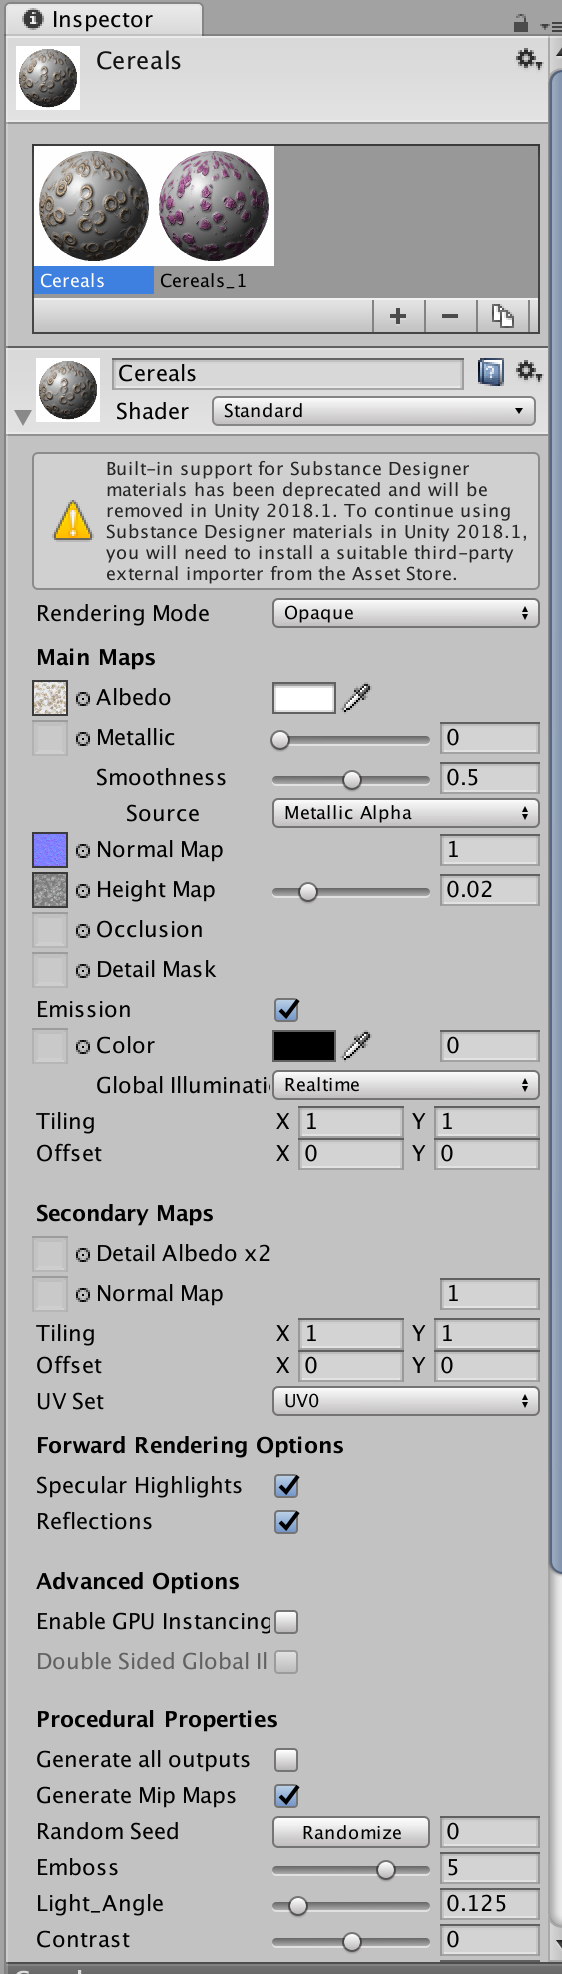 Inspector
Cereals
Cereals Cereals_1
Cereals
Shader Standard
Built-in support for Substance Designer
materials has been deprecated and will be
removed in Unity 2018.1. To continue using
Substance Designer materials in Unity 2018.1,
you will need to install a suitable third-party
external importer from the Asset Store.
Rendering Mode Opaque
Main Maps
Albedo
Metallic 0
Smoothness 0.5
Source Metallic Alpha
Normal Map 1
Height Map 0.02
Occlusion
Detail Mask
Emission
Color 0
Global Illuminati Realtime
Tiling X 1 Y 1
Offset X 0 Y 0
Secondary Maps
Detail Albedo x2
Normal Map 1
Tiling X 1 Y 1
Offset X 0 Y 0
UV Set UV0
Forward Rendering Options
Specular Highlights
Reflections
Advanced Options
Enable GPU Instancing
Double Sided Global Il
Procedural Properties
Generate all outputs
Generate Mip Maps
Random Seed Randomize 0
Emboss 5
Light_Angle 0.125
Contrast 0